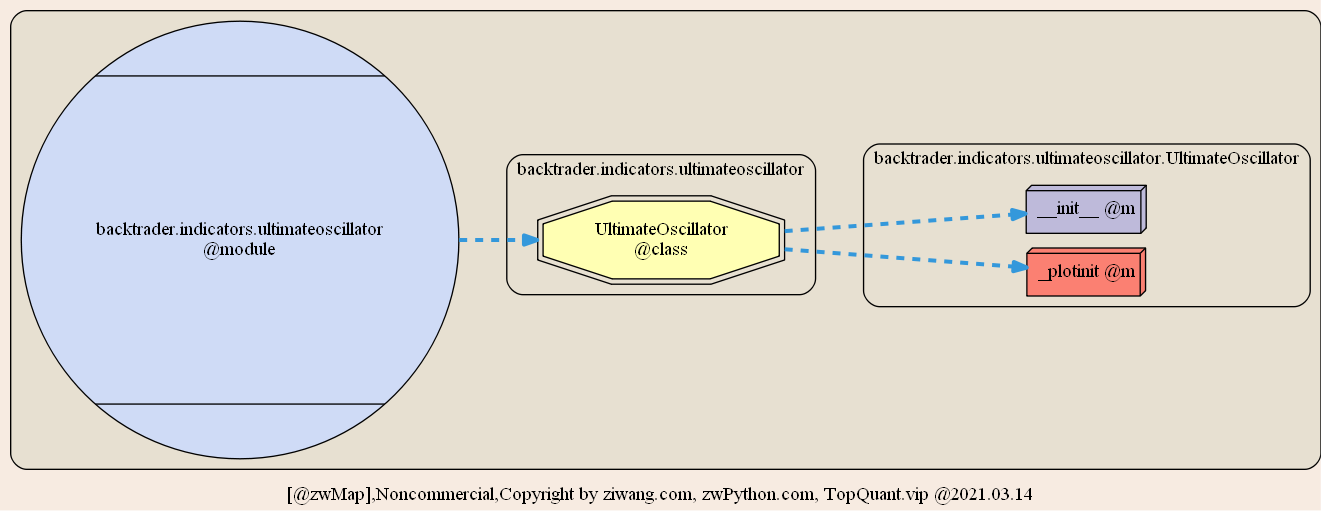 backtrader.indicators.ultimateoscillator
@module
backtrader.indicators.ultimateoscillator
UltimateOscillator
@class
backtrader.indicators.ultimateoscillator.UltimateOscillator
__init__ @m
_plotinit @m
[@zwMap],Noncommercial,Copyright by ziwang.com, zwPython.com, TopQuant.vip @2021.03.14